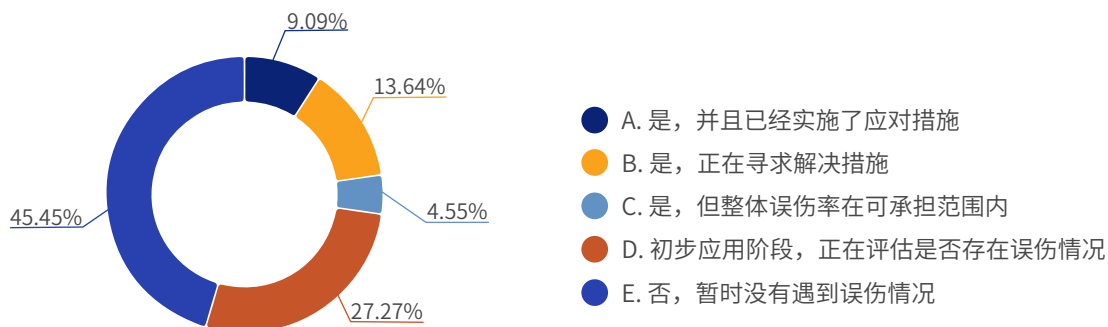 9.09%
13.64%
4.55%
27.27%
45.45%
A. 是，并且已经实施了应对措施
B. 是，正在寻求解决措施
C. 是，但整体误伤率在可承担范围内
D. 初步应用阶段，正在评估是否存在误伤情况
E. 否，暂时没有遇到误伤情况